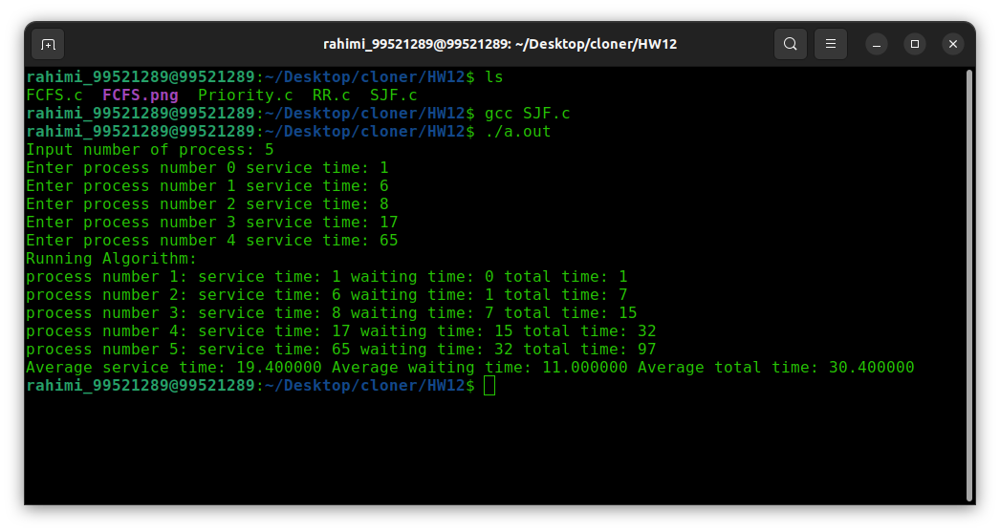 rahimi_99521289@99521289: ~/Desktop/cloner/HW12
rahimi_99521289@99521289:~/Desktop/cloner/HW12$ ls
FCFS.c  FCFS.png  Priority.c  RR.c  SJF.c
rahimi_99521289@99521289:~/Desktop/cloner/HW12$ gcc SJF.c
rahimi_99521289@99521289:~/Desktop/cloner/HW12$ ./a.out
Input number of process: 5
Enter process number 0 service time: 1
Enter process number 1 service time: 6
Enter process number 2 service time: 8
Enter process number 3 service time: 17
Enter process number 4 service time: 65
Running Algorithm:
process number 1: service time: 1 waiting time: 0 total time: 1
process number 2: service time: 6 waiting time: 1 total time: 7
process number 3: service time: 8 waiting time: 7 total time: 15
process number 4: service time: 17 waiting time: 15 total time: 32
process number 5: service time: 65 waiting time: 32 total time: 97
Average service time: 19.400000 Average waiting time: 11.000000 Average total time: 30.400000
rahimi_99521289@99521289:~/Desktop/cloner/HW12$